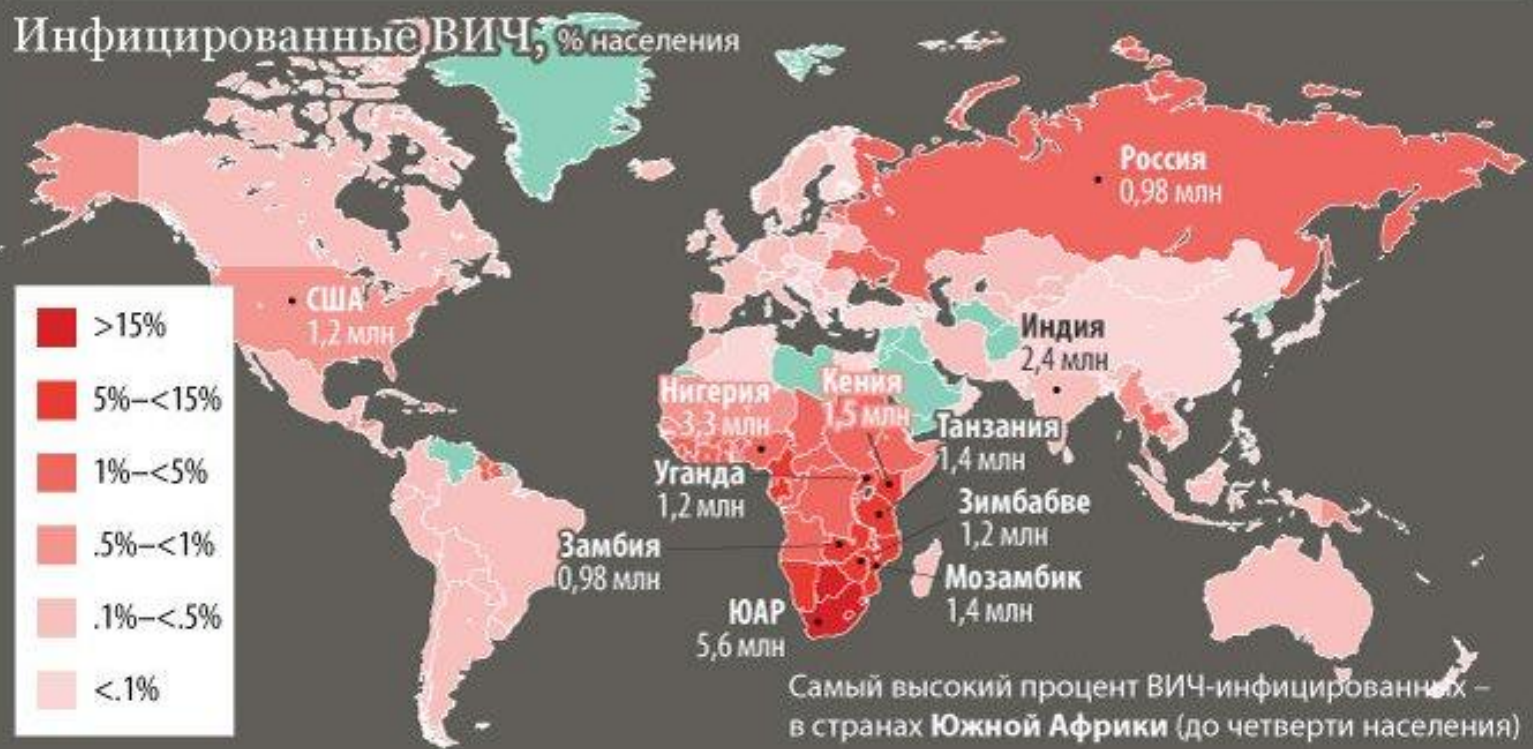 Инфицированные ВИЧ, % населения
Россия
0,98 млн
США
1,2 млн
Индия
2,4 млн
Нигерия
3,3 млн
Кения
1,5 млн
Танзания
1,4 млн
Уганда
1,2 млн
Зимбабве
1,2 млн
Замбия
0,98 млн
Мозамбик
1,4 млн
ЮАР
5,6 млн
>15%
5%–<15%
1%–<5%
.5%–<1%
.1%–<.5%
<.1%
Самый высокий процент ВИЧ-инфицированных –
в странах Южной Африки (до четверти населения)